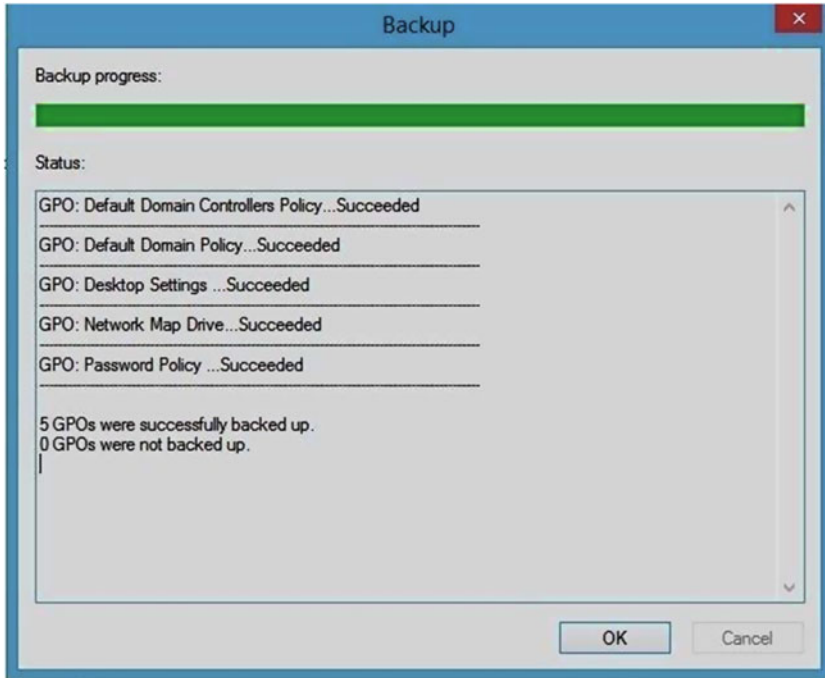 Backup
Backup progress:
Status:
GPO: Default Domain Controllers Policy...Succeeded
GPO: Default Domain Policy...Succeeded
GPO: Desktop Settings ...Succeeded
GPO: Network Map Drive...Succeeded
GPO: Password Policy ...Succeeded
5 GPOs were successfully backed up.
0 GPOs were not backed up.
OK Cancel